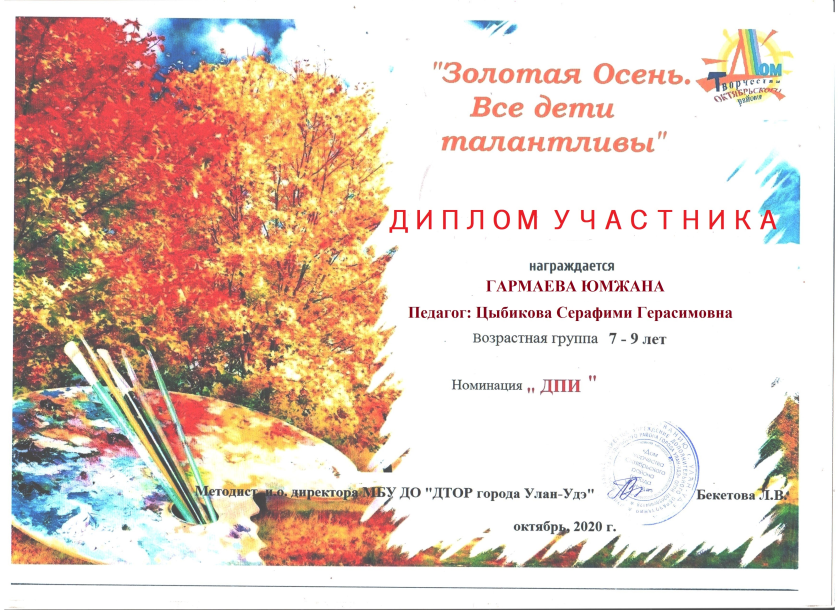 "Золотая Осень.
Все дети
талантливы"
Дом
Творчества
Октябрьского
района
ДИПЛОМ УЧАСТНИКА
награждается
ГАРМАЕВА ЮМЖАНА
Педагог: Цыбикова Серафими Герасимовна
Возрастная группа 7 - 9 лет
Номинация „ ДПИ "
Методист и.о. директора МБУ ДО "ДТОР города Улан-Удэ" Бекетова Л.В.
октябрь, 2020 г.